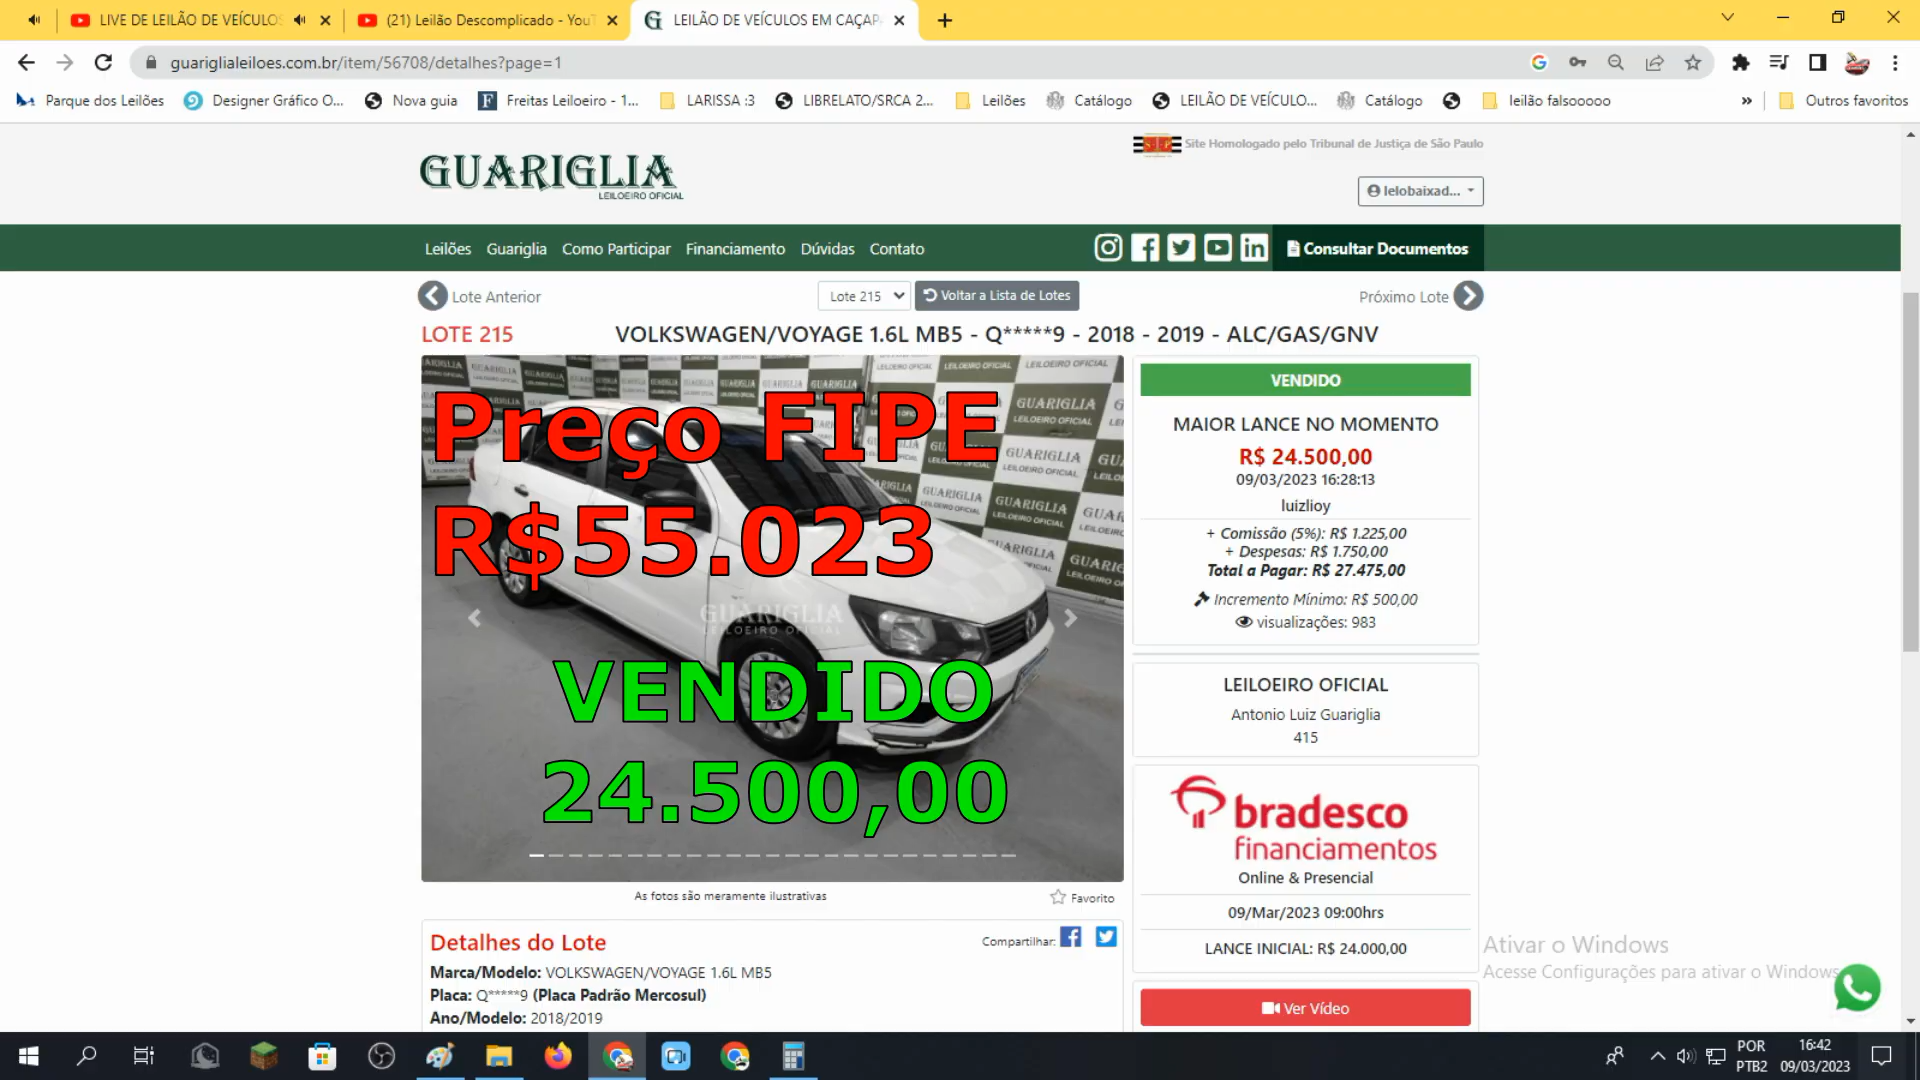 LIVE DE LEILÃO DE VEÍCULOS
(21) Leilão Descomplicado - YouT
LEILÃO DE VEÍCULOS EM CAÇAPA
guariglialeiloes.com.br/item/56708/detalhes?page=1
Parque dos Leilões
Designer Gráfico O...
Nova guia
Freitas Leiloeiro - 1...
LARISSA :3
LIBRELATO/SRCA 2...
Leilões
Catálogo
LEILÃO DE VEÍCULO...
Catálogo
leilão falsooooo
»
Outros favoritos
GUARIGLIA
LEILOEIRO OFICIAL
Site Homologado pelo Tribunal de Justiça de São Paulo
lelobaixad...
Leilões
Guariglia
Como Participar
Financiamento
Dúvidas
Contato
Consultar Documentos
Lote Anterior
Lote 215
Voltar a Lista de Lotes
Próximo Lote
LOTE 215
VOLKSWAGEN/VOYAGE 1.6L MB5 - Q*****9 - 2018 - 2019 - ALC/GAS/GNV
Preço FIPE
R$55.023
GUARIGLIA
LEILOEIRO OFICIAL
VENDIDO
24.500,00
As fotos são meramente ilustrativas
Favorito
VENDIDO
MAIOR LANCE NO MOMENTO
R$ 24.500,00
09/03/2023 16:28:13
luizlioy
+ Comissão (5%): R$ 1.225,00
+ Despesas: R$ 1.750,00
Total a Pagar: R$ 27.475,00
Incremento Mínimo: R$ 500,00
visualizações: 983
LEILOEIRO OFICIAL
Antonio Luiz Guariglia
415
bradesco
financiamentos
Online & Presencial
09/Mar/2023 09:00hrs
LANCE INICIAL: R$ 24.000,00
Ver Vídeo
Detalhes do Lote
Compartilhar:
Marca/Modelo: VOLKSWAGEN/VOYAGE 1.6L MB5
Placa: Q*****9 (Placa Padrão Mercosul)
Ano/Modelo: 2018/2019
Ativar o Windows
Acesse Configurações para ativar o Windows
POR
PTB2
16:42
09/03/2023